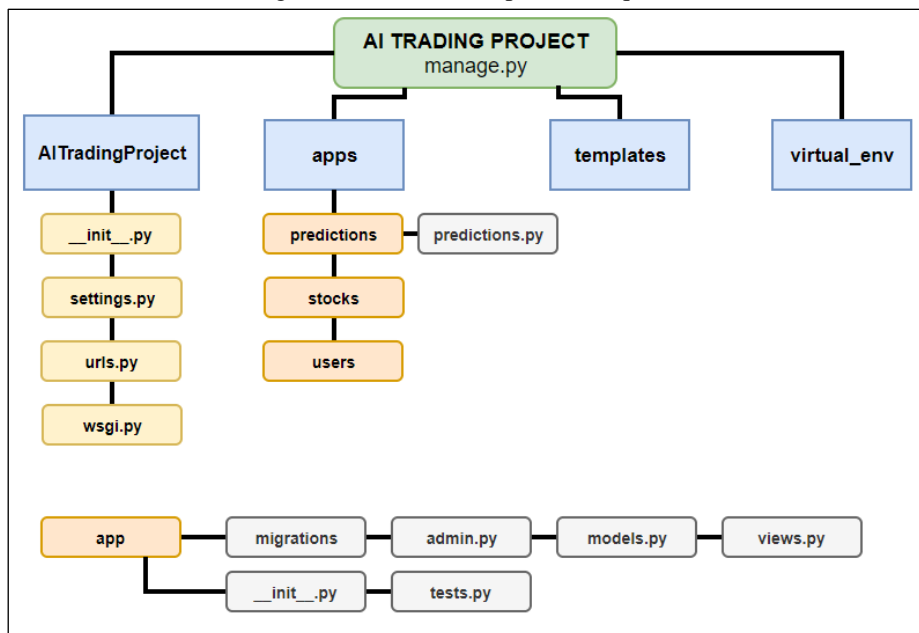 AI TRADING PROJECT
manage.py
AITradingProject
apps
templates
virtual_env
__init__.py
predictions
predictions.py
settings.py
stocks
urls.py
users
wsgi.py
app
migrations
admin.py
models.py
views.py
__init__.py
tests.py